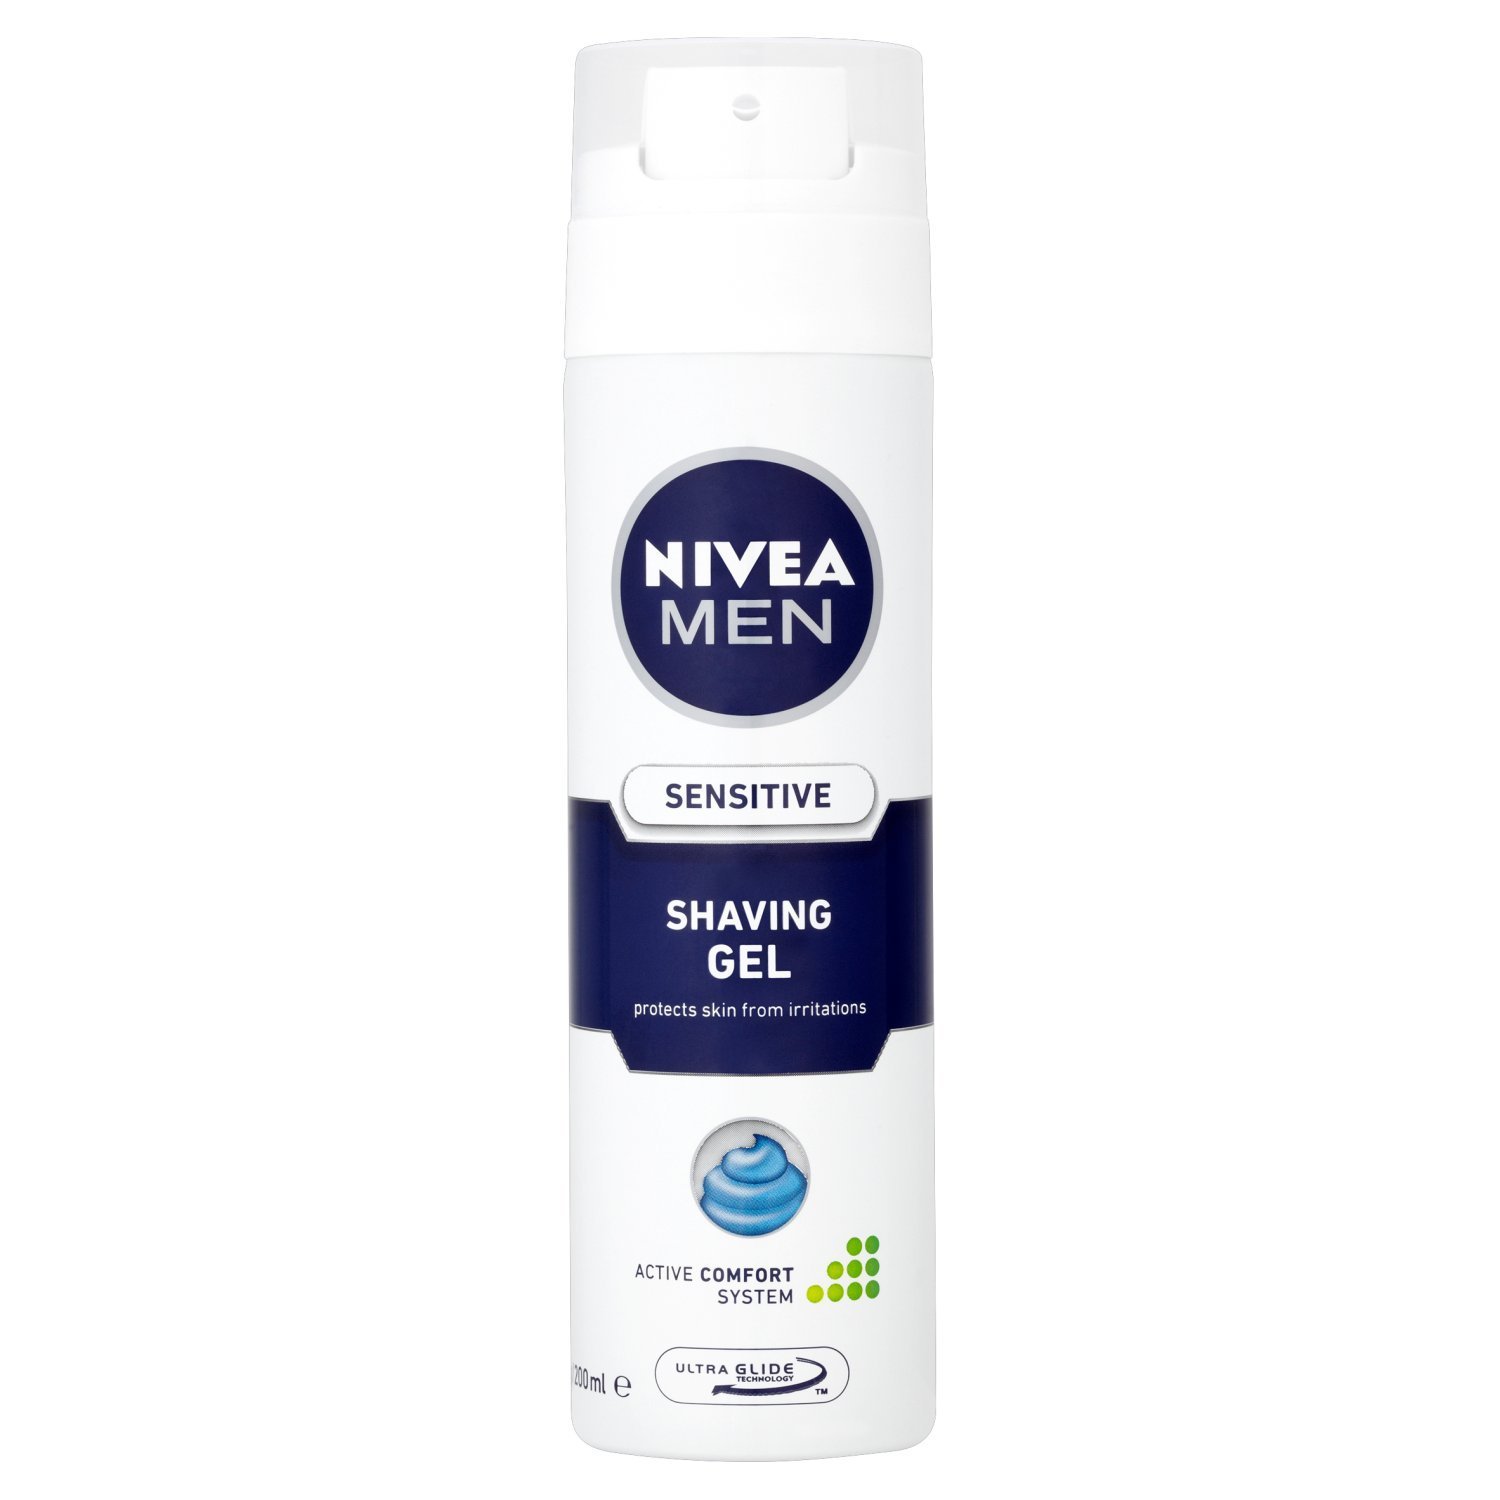 NIVEA
MEN
SENSITIVE
SHAVING
GEL
protects skin from irritations
ACTIVE COMFORT
SYSTEM
200ml ℮
ULTRA GLIDE
TECHNOLOGY
™